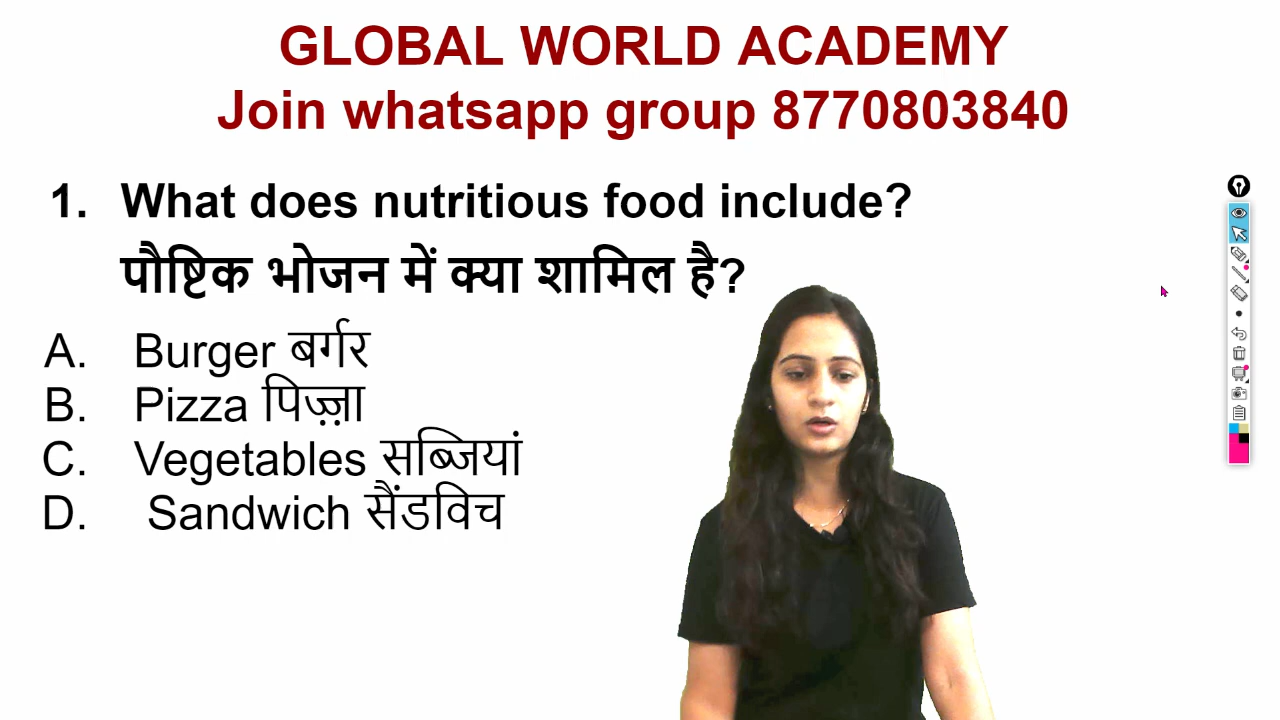 GLOBAL WORLD ACADEMY
Join whatsapp group 8770803840
1. What does nutritious food include?
पौष्टिक भोजन में क्या शामिल है?
A. Burger बर्गर
B. Pizza पिज़्ज़ा
C. Vegetables सब्जियां
D. Sandwich सैंडविच